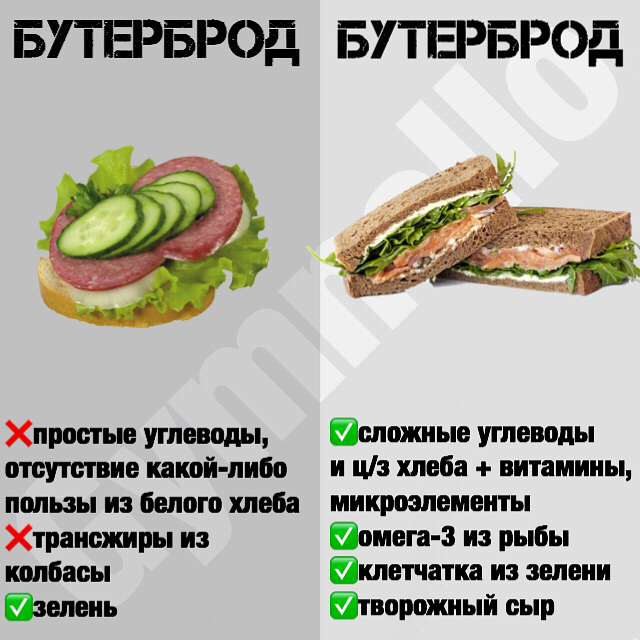 БУТЕРБРОД
❌простые углеводы,
отсутствие какой-либо
пользы из белого хлеба
❌трансжиры из
колбасы
✅зелень
БУТЕРБРОД
✅сложные углеводы
и ц/з хлеба + витамины,
микроэлементы
✅омега-3 из рыбы
✅клетчатка из зелени
✅творожный сыр